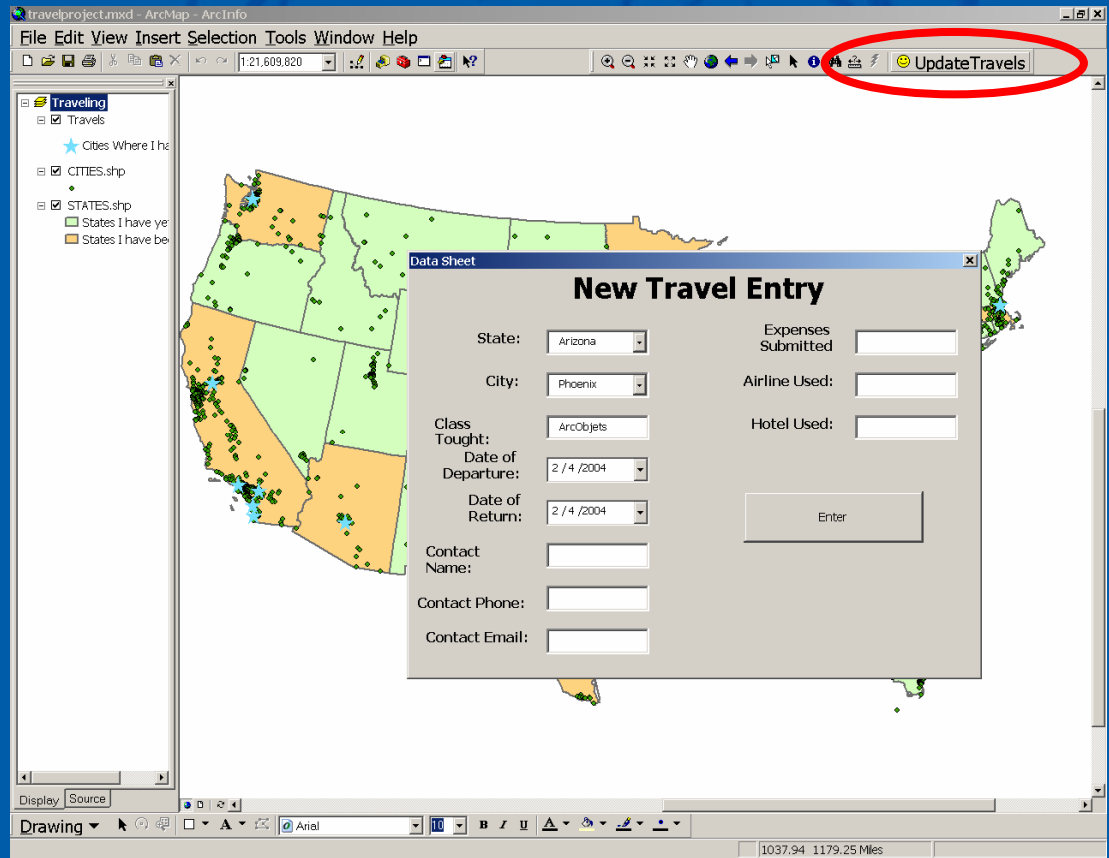 travelproject.mxd - ArcMap - ArcInfo
File Edit View Insert Selection Tools Window Help
1:21,609,820
UpdateTravels
Traveling
Travels
Cities Where I ha
CITIES.shp
STATES.shp
States I have ye
States I have be
Data Sheet
New Travel Entry
State:
Arizona
City:
Phoenix
Class
Tought:
ArcObjets
Date of
Departure:
2 / 4 /2004
Date of
Return:
2 / 4 /2004
Contact
Name:
Contact Phone:
Contact Email:
Expenses
Submitted
Airline Used:
Hotel Used:
Enter
Display Source
Drawing
A
Arial
10
B I U A
1037.94 1179.25 Miles